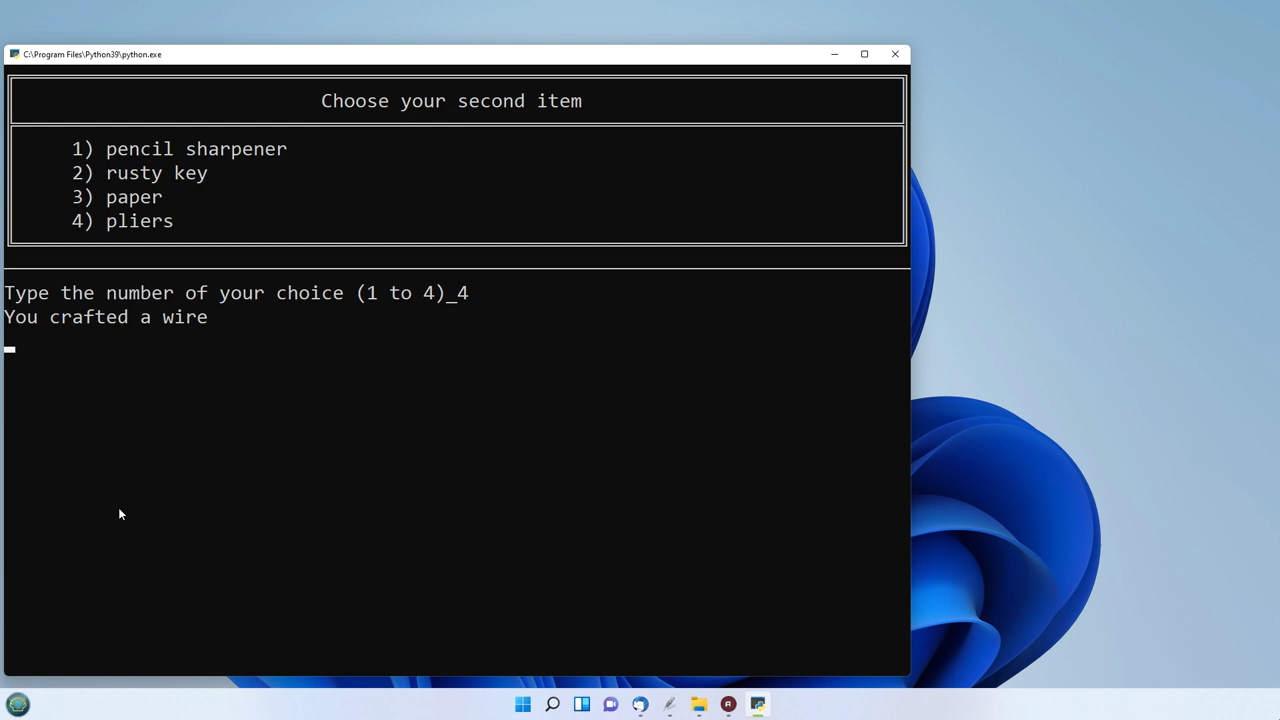 C:\Program Files\Python39\python.exe
Choose your second item
1) pencil sharpener
2) rusty key
3) paper
4) pliers
Type the number of your choice (1 to 4)_4
You crafted a wire